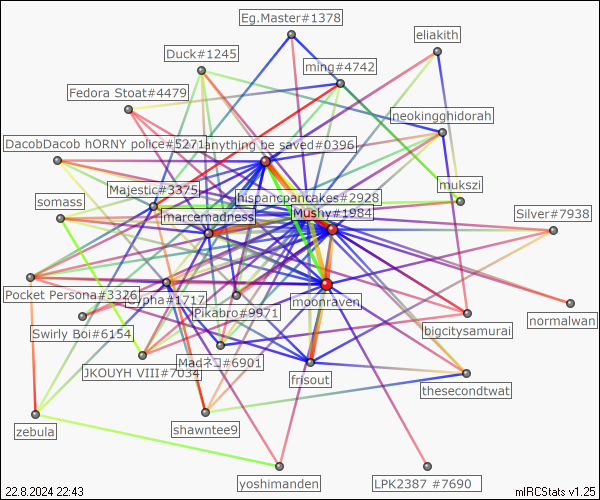 Eg.Master#1378
eliakith
Duck#1245
ming#4742
Fedora Stoat#4479
neokingghidorah
DacobDacob hORNY police#5271
anything be saved#0396
Majestic#3375
hispancpancakes#2928
mukszi
somass
marcemadness
Mushy#1984
Silver#7938
Pocket Persona#3326
Cypha#1717
moonraven
Pikabro#9971
normalwan
Swirly Boi#6154
bigcitysamurai
JKOUYH VIII#7034
Madネコ#6901
frisout
thesecondtwat
zebula
shawntee9
yoshimanden
LPK2387 #7690
22.8.2024 22:43
mIRCStats v1.25